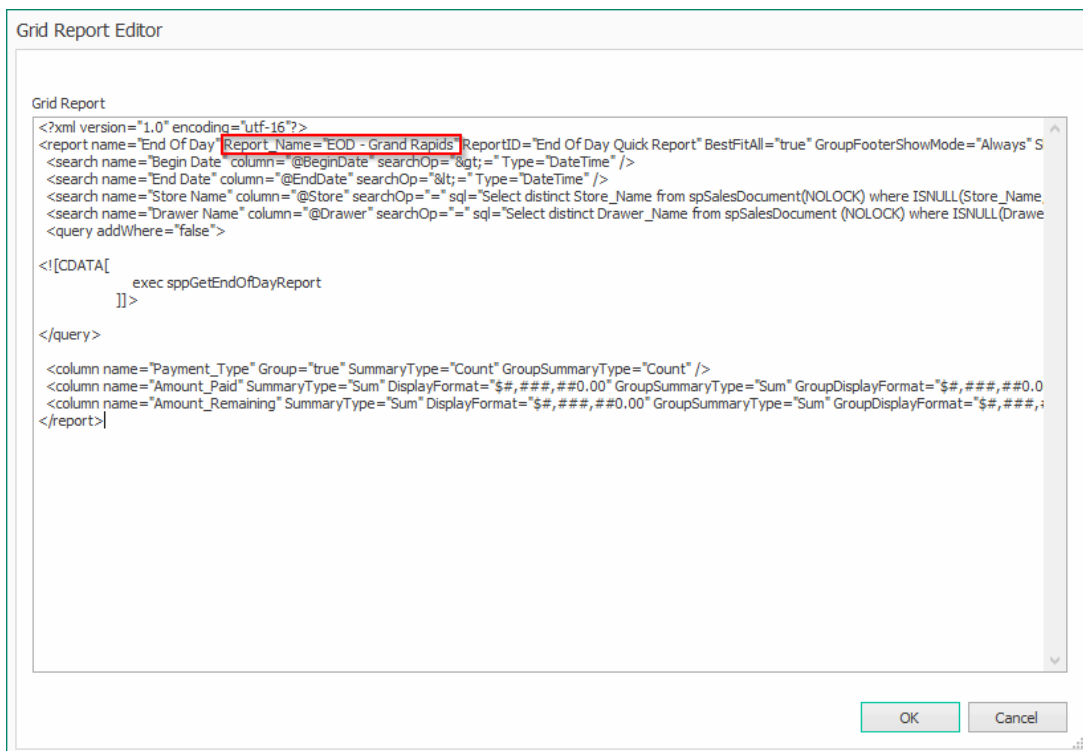 Grid Report Editor
Grid Report
<?xml version="1.0" encoding="utf-16"?>
<report name="End Of Day" Report_Name="EOD - Grand Rapids" ReportID="End Of Day Quick Report" BestFitAll="true" GroupFooterShowMode="Always" S
<search name="Begin Date" column="@BeginDate" searchOp="&gt;=" Type="DateTime" />
<search name="End Date" column="@EndDate" searchOp="&lt;=" Type="DateTime" />
<search name="Store Name" column="@Store" searchOp="=" sql="Select distinct Store_Name from spSalesDocument(NOLOCK) where ISNULL(Store_Name,
<search name="Drawer Name" column="@Drawer" searchOp="=" sql="Select distinct Drawer_Name from spSalesDocument (NOLOCK) where ISNULL(Drawe
<query addWhere="false">
<![CDATA[
exec sppGetEndOfDayReport
]]>
</query>
<column name="Payment_Type" Group="true" SummaryType="Count" GroupSummaryType="Count" />
<column name="Amount_Paid" SummaryType="Sum" DisplayFormat="$#,###,##0.00" GroupSummaryType="Sum" GroupDisplayFormat="$#,###,##0.0
<column name="Amount_Remaining" SummaryType="Sum" DisplayFormat="$#,###,##0.00" GroupSummaryType="Sum" GroupDisplayFormat="$#,###,#
</report>
OK Cancel